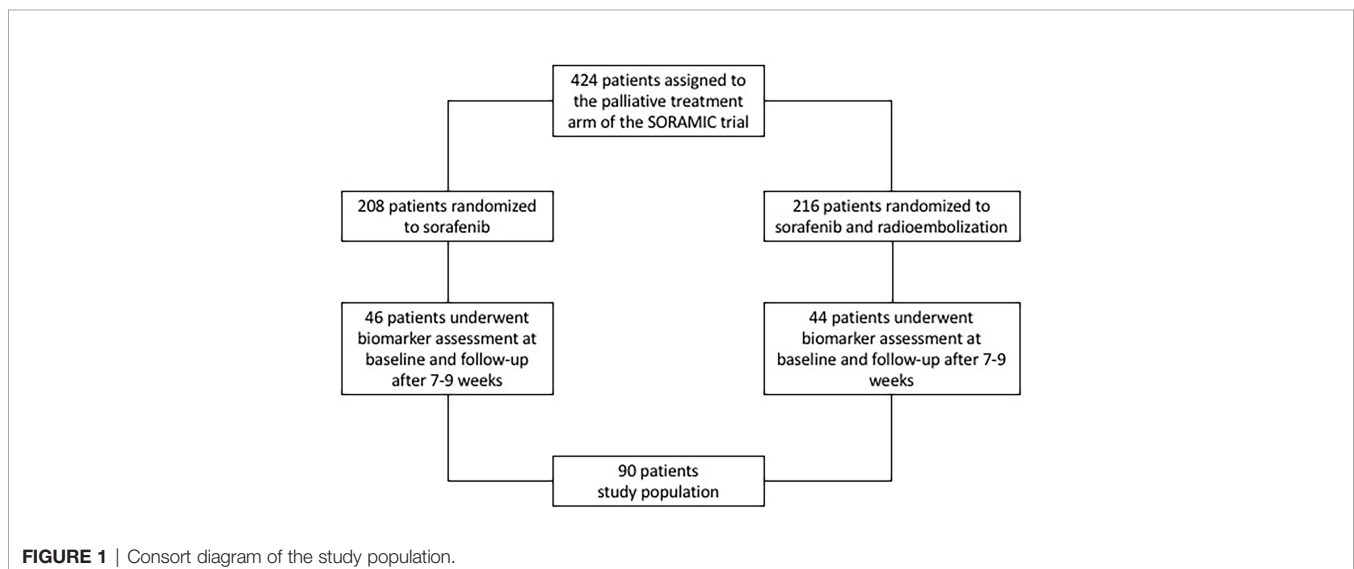 424 patients assigned to
the palliative treatment
arm of the SORAMIC trial
208 patients randomized
to sorafenib
216 patients randomized to
sorafenib and radioembolization
46 patients underwent
biomarker assessment at
baseline and follow-up
after 7-9 weeks
44 patients underwent
biomarker assessment at
baseline and follow-up after 7-9
weeks
90 patients
study population
FIGURE 1 | Consort diagram of the study population.